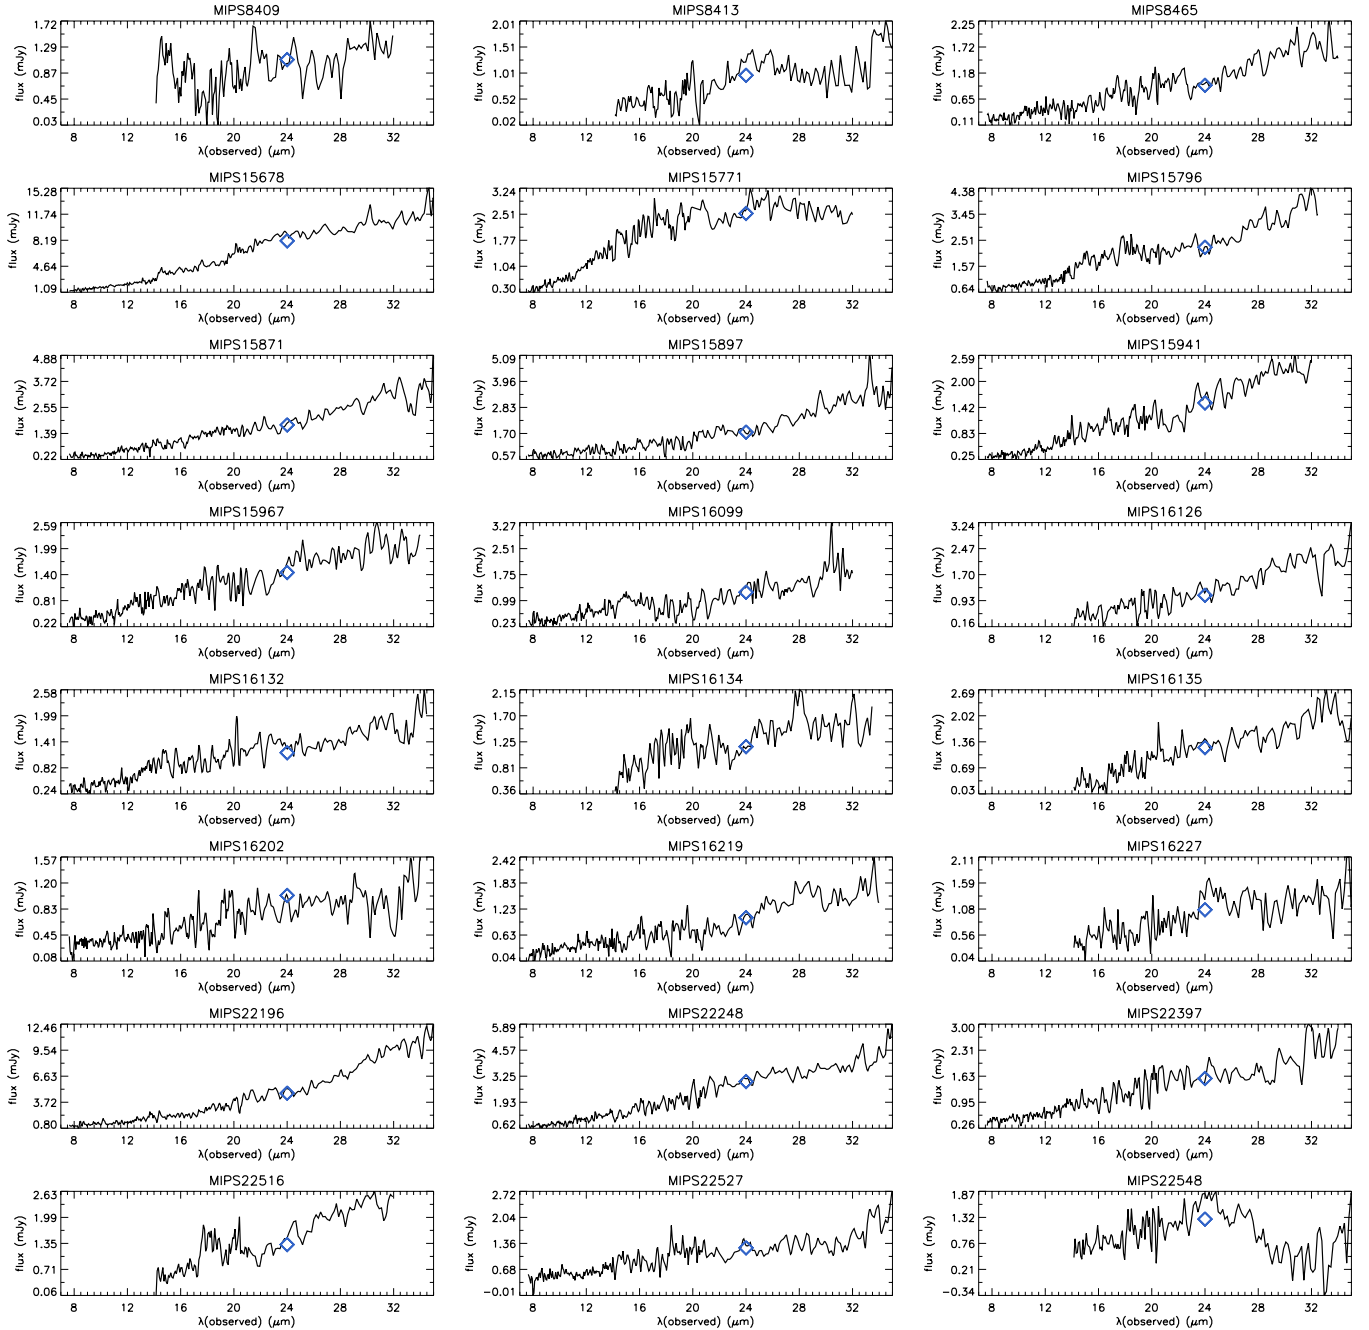 MIPS8409
MIPS8413
MIPS8465
flux (mJy)
1.72
1.29
0.87
0.45
0.03
flux (mJy)
2.01
1.51
1.01
0.52
0.02
flux (mJy)
2.25
1.72
1.18
0.65
0.11
8 12 16 20 24 28 32
8 12 16 20 24 28 32
8 12 16 20 24 28 32
λ(observed) (μm)
λ(observed) (μm)
λ(observed) (μm)
MIPS15678
MIPS15771
MIPS15796
flux (mJy)
15.28
11.74
8.19
4.64
1.09
flux (mJy)
3.24
2.51
1.77
1.04
0.30
flux (mJy)
4.38
3.45
2.51
1.57
0.64
8 12 16 20 24 28 32
8 12 16 20 24 28 32
8 12 16 20 24 28 32
λ(observed) (μm)
λ(observed) (μm)
λ(observed) (μm)
MIPS15871
MIPS15897
MIPS15941
flux (mJy)
4.88
3.72
2.55
1.39
0.22
flux (mJy)
5.09
3.96
2.83
1.70
0.57
flux (mJy)
2.59
2.00
1.42
0.83
0.25
8 12 16 20 24 28 32
8 12 16 20 24 28 32
8 12 16 20 24 28 32
λ(observed) (μm)
λ(observed) (μm)
λ(observed) (μm)
MIPS15967
MIPS16099
MIPS16126
flux (mJy)
2.59
1.99
1.40
0.81
0.22
flux (mJy)
3.27
2.51
1.75
0.99
0.23
flux (mJy)
3.24
2.47
1.70
0.93
0.16
8 12 16 20 24 28 32
8 12 16 20 24 28 32
8 12 16 20 24 28 32
λ(observed) (μm)
λ(observed) (μm)
λ(observed) (μm)
MIPS16132
MIPS16134
MIPS16135
flux (mJy)
2.58
1.99
1.41
0.82
0.24
flux (mJy)
2.15
1.70
1.25
0.81
0.36
flux (mJy)
2.69
2.02
1.36
0.69
0.03
8 12 16 20 24 28 32
8 12 16 20 24 28 32
8 12 16 20 24 28 32
λ(observed) (μm)
λ(observed) (μm)
λ(observed) (μm)
MIPS16202
MIPS16219
MIPS16227
flux (mJy)
1.57
1.20
0.83
0.45
0.08
flux (mJy)
2.42
1.83
1.23
0.63
0.04
flux (mJy)
2.11
1.59
1.08
0.56
0.04
8 12 16 20 24 28 32
8 12 16 20 24 28 32
8 12 16 20 24 28 32
λ(observed) (μm)
λ(observed) (μm)
λ(observed) (μm)
MIPS22196
MIPS22248
MIPS22397
flux (mJy)
12.46
9.54
6.63
3.72
0.80
flux (mJy)
5.89
4.57
3.25
1.93
0.62
flux (mJy)
3.00
2.31
1.63
0.95
0.26
8 12 16 20 24 28 32
8 12 16 20 24 28 32
8 12 16 20 24 28 32
λ(observed) (μm)
λ(observed) (μm)
λ(observed) (μm)
MIPS22516
MIPS22527
MIPS22548
flux (mJy)
2.63
1.99
1.35
0.71
0.06
flux (mJy)
2.72
2.04
1.36
0.68
-0.01
flux (mJy)
1.87
1.32
0.76
0.21
-0.34
8 12 16 20 24 28 32
8 12 16 20 24 28 32
8 12 16 20 24 28 32
λ(observed) (μm)
λ(observed) (μm)
λ(observed) (μm)